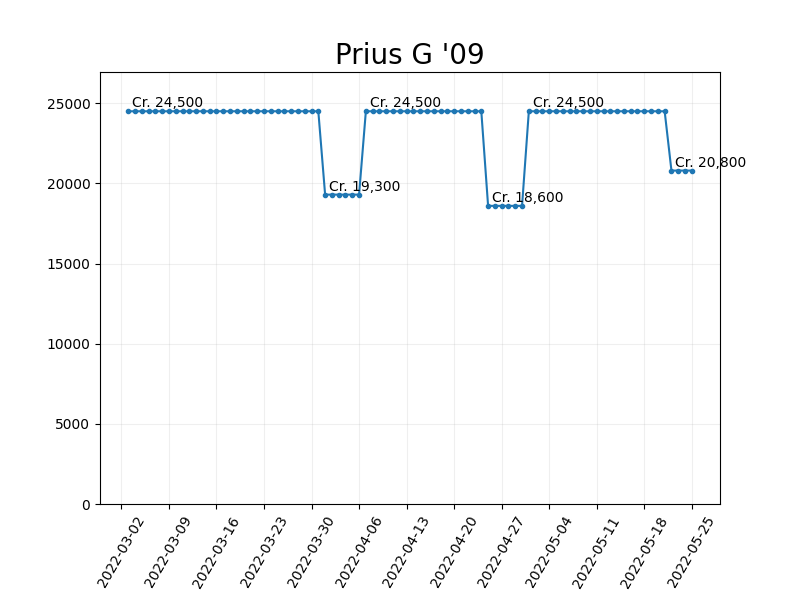 Prius G '09
25000
20000
15000
10000
5000
0
Cr. 24,500
Cr. 19,300
Cr. 24,500
Cr. 18,600
Cr. 24,500
Cr. 20,800
2022-03-02
2022-03-09
2022-03-16
2022-03-23
2022-03-30
2022-04-06
2022-04-13
2022-04-20
2022-04-27
2022-05-04
2022-05-11
2022-05-18
2022-05-25